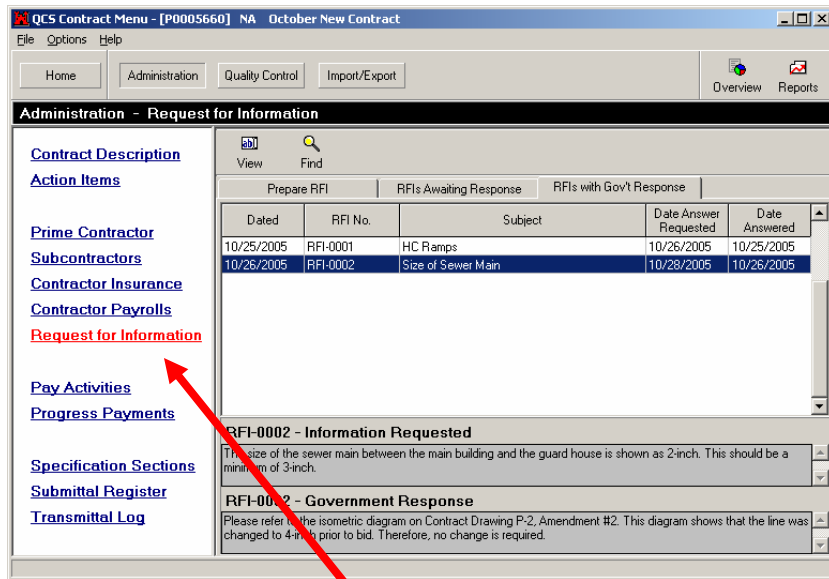 QCS Contract Menu - [P0005660] NA October New Contract
File Options Help
Home Administration Quality Control Import/Export Overview Reports
Administration - Request for Information
Contract Description
Action Items
Prime Contractor
Subcontractors
Contractor Insurance
Contractor Payrolls
Request for Information
Pay Activities
Progress Payments
Specification Sections
Submittal Register
Transmittal Log
View Find
Prepare RFI RFIs Awaiting Response RFIs with Gov't Response
Dated RFI No. Subject Date Answer Requested Date Answered
10/25/2005 RFI-0001 HC Ramps 10/26/2005 10/25/2005
10/26/2005 RFI-0002 Size of Sewer Main 10/28/2005 10/26/2005
RFI-0002 - Information Requested
The size of the sewer main between the main building and the guard house is shown as 2-inch. This should be a
minimum of 3-inch.
RFI-0002 - Government Response
Please refer to the isometric diagram on Contract Drawing P-2, Amendment #2. This diagram shows that the line was
changed to 4-inch prior to bid. Therefore, no change is required.